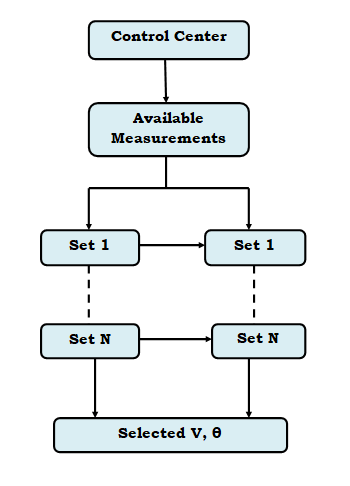 Control Center
Available
Measurements
Set 1
Set 1
Set N
Set N
Selected V, θ